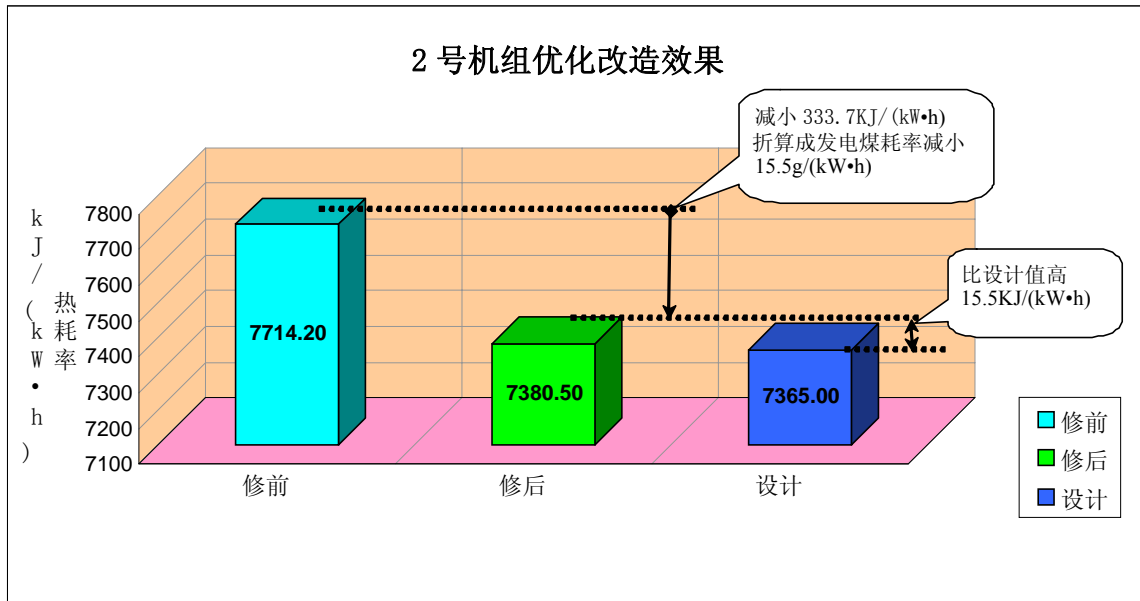 2 号机组优化改造效果
减小 333.7KJ/(kW•h)
折算成发电煤耗率减小
15.5g/(kW•h)
比设计值高
15.5KJ/(kW•h)
热耗率
kJ/(kW•h)
7800
7700
7600
7500
7400
7300
7200
7100
7714.20
7380.50
7365.00
修前
修后
设计
修前
修后
设计